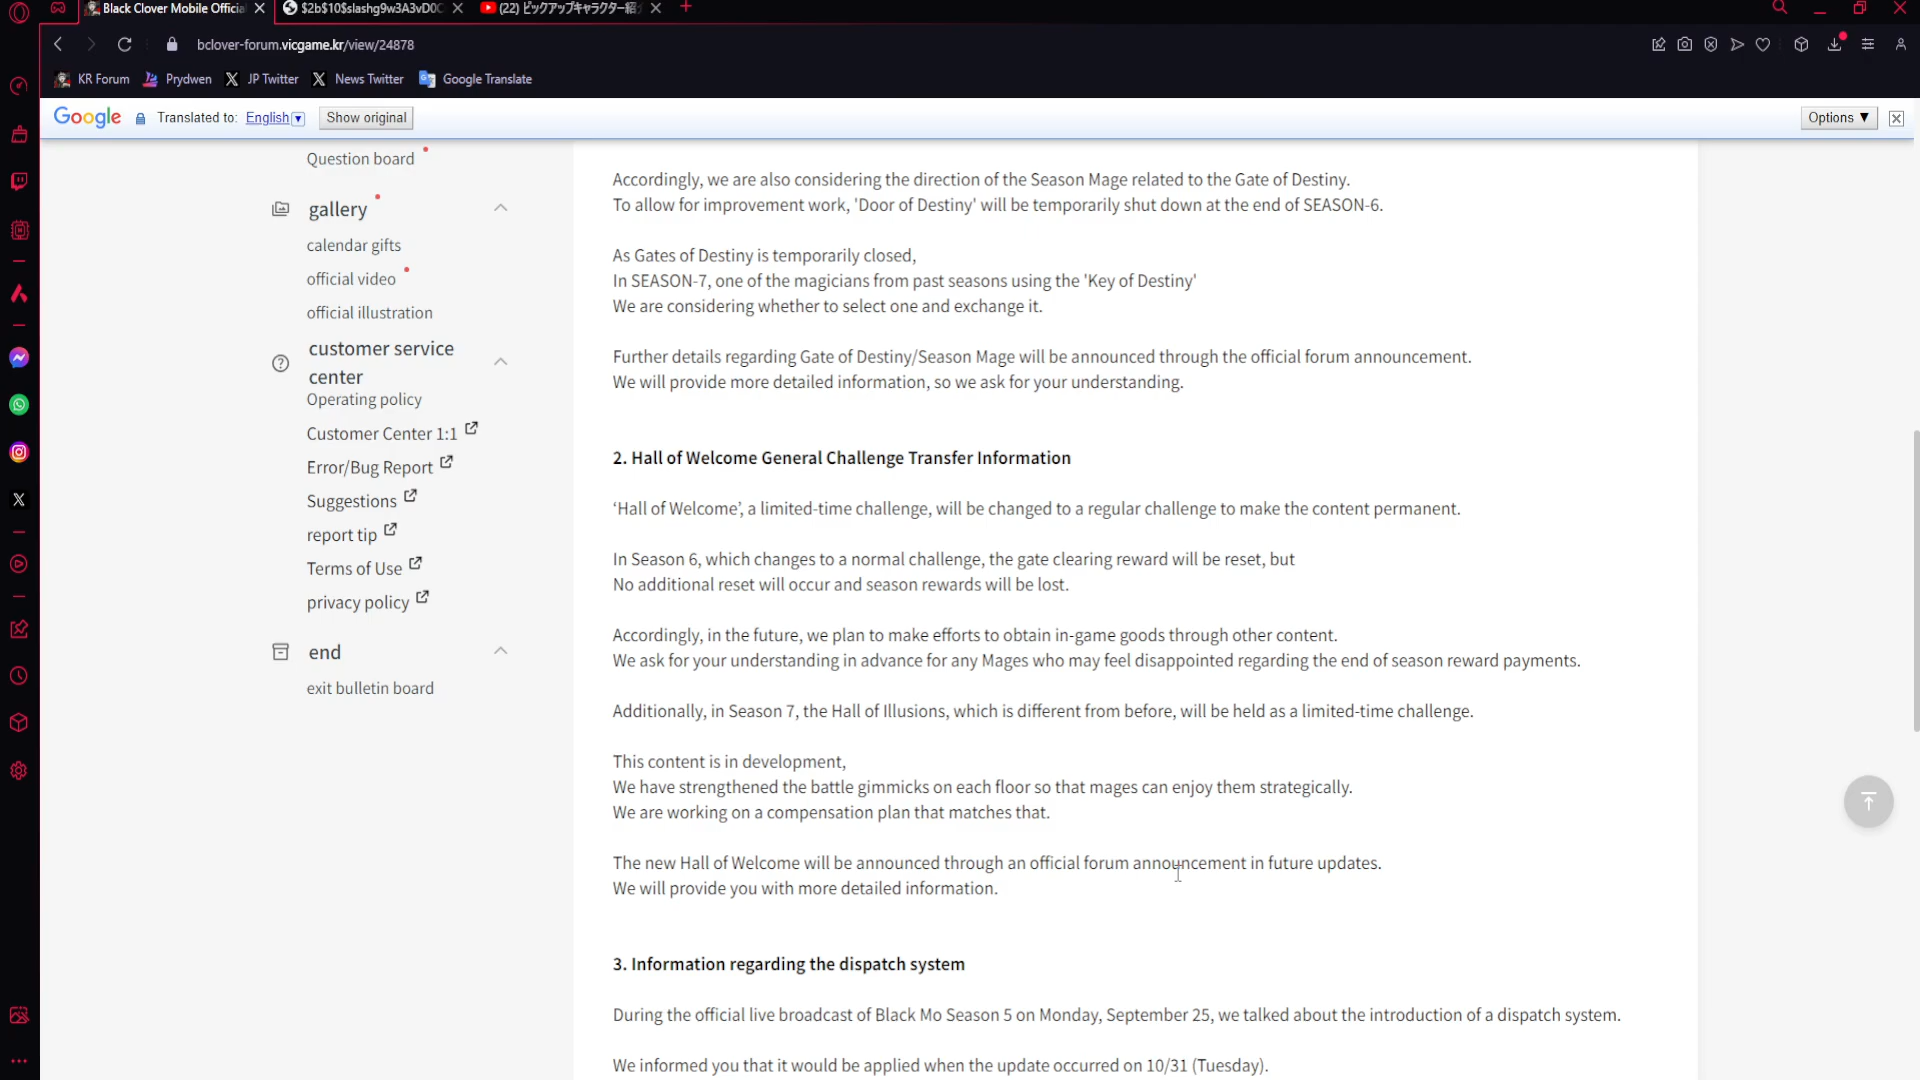 Black Clover Mobile Official
$2b$10$slashg9w3A3vD0C
(22) ピックアップキャラクター紹
bclover-forum.vicgame.kr/view/24878
KR Forum
Prydwen
JP Twitter
News Twitter
Google Translate
Google
Translated to: English
Show original
Options ▼
Question board
gallery
calendar gifts
official video
official illustration
customer service
center
Operating policy
Customer Center 1:1
Error/Bug Report
Suggestions
report tip
Terms of Use
privacy policy
end
exit bulletin board
Accordingly, we are also considering the direction of the Season Mage related to the Gate of Destiny.
To allow for improvement work, 'Door of Destiny' will be temporarily shut down at the end of SEASON-6.
As Gates of Destiny is temporarily closed,
In SEASON-7, one of the magicians from past seasons using the 'Key of Destiny'
We are considering whether to select one and exchange it.
Further details regarding Gate of Destiny/Season Mage will be announced through the official forum announcement.
We will provide more detailed information, so we ask for your understanding.
2. Hall of Welcome General Challenge Transfer Information
‘Hall of Welcome’, a limited-time challenge, will be changed to a regular challenge to make the content permanent.
In Season 6, which changes to a normal challenge, the gate clearing reward will be reset, but
No additional reset will occur and season rewards will be lost.
Accordingly, in the future, we plan to make efforts to obtain in-game goods through other content.
We ask for your understanding in advance for any Mages who may feel disappointed regarding the end of season reward payments.
Additionally, in Season 7, the Hall of Illusions, which is different from before, will be held as a limited-time challenge.
This content is in development,
We have strengthened the battle gimmicks on each floor so that mages can enjoy them strategically.
We are working on a compensation plan that matches that.
The new Hall of Welcome will be announced through an official forum announcement in future updates.
We will provide you with more detailed information.
3. Information regarding the dispatch system
During the official live broadcast of Black Mo Season 5 on Monday, September 25, we talked about the introduction of a dispatch system.
We informed you that it would be applied when the update occurred on 10/31 (Tuesday).